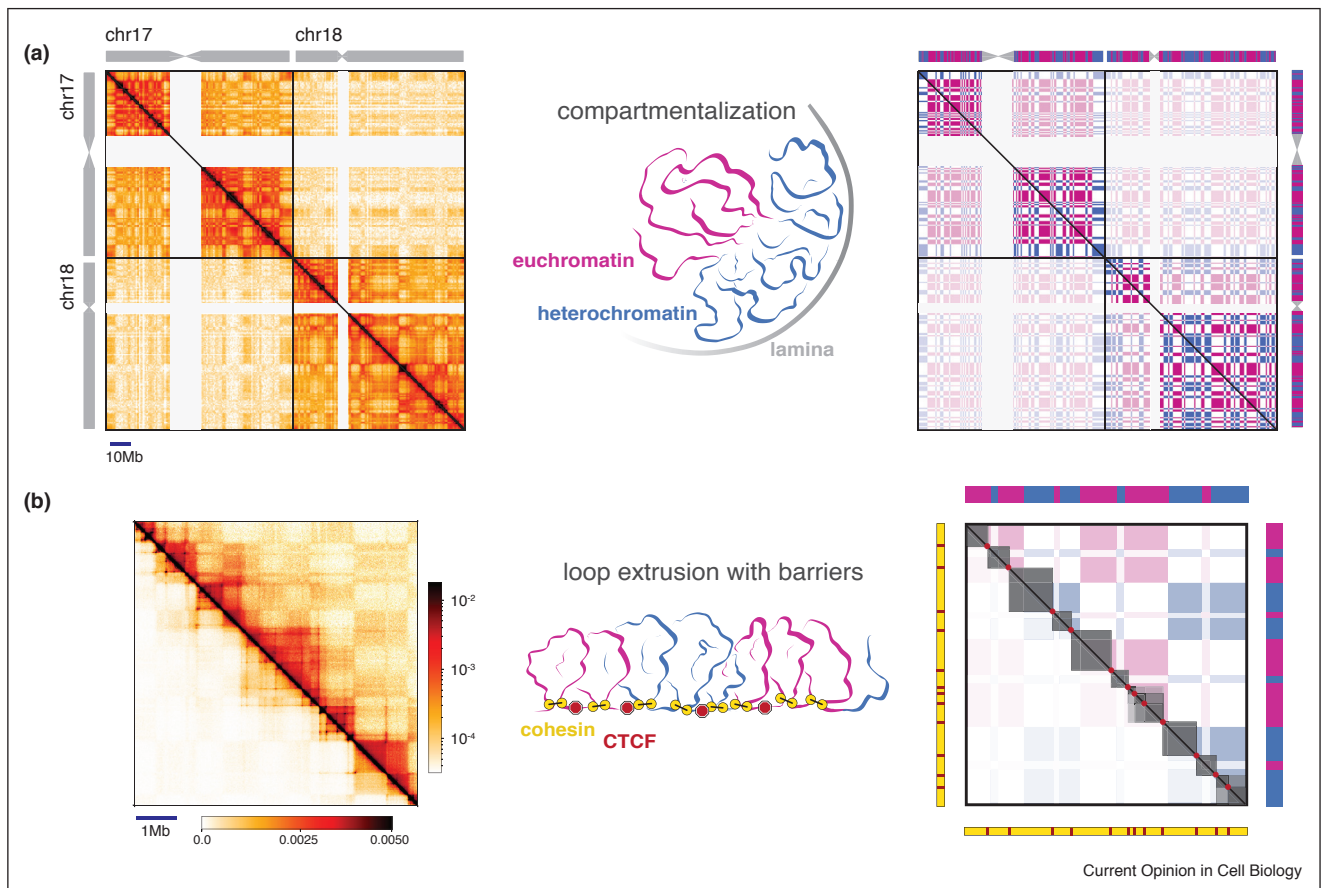 (a)
chr17
chr18
chr17
chr18
10Mb
compartmentalization
euchromatin
heterochromatin
lamina
(b)
10-2
10-3
10-4
1Mb
0.0
0.0025
0.0050
loop extrusion with barriers
cohesin
CTCF
Current Opinion in Cell Biology